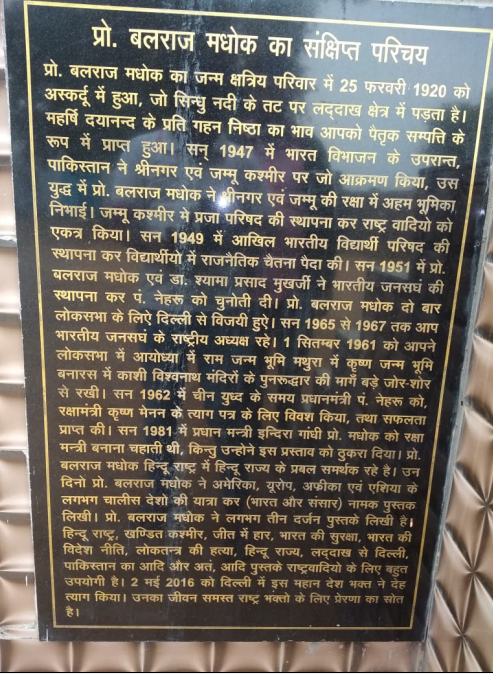 प्रो. बलराज मधोक का संक्षिप्त परिचय
प्रो. बलराज मधोक का जन्म क्षत्रिय परिवार में 25 फरवरी 1920 को
अस्कर्दू में हुआ, जो सिन्धु नदी के तट पर लद्दाख क्षेत्र में पड़ता है।
महर्षि दयानन्द के प्रति गहन निष्ठा का भाव आपको पैतृक सम्पत्ति के
रूप में प्राप्त हुआ। सन् 1947 में भारत विभाजन के उपरान्त,
पाकिस्तान ने श्रीनगर एवं जम्मू कश्मीर पर जो आक्रमण किया, उस
युद्ध में प्रो. बलराज मधोक ने श्रीनगर एवं जम्मू की रक्षा में अहम भूमिका
निभाई। जम्मू कश्मीर मे प्रजा परिषद की स्थापना कर राष्ट्र वादियो को
एकत्र किया। सन 1949 में आखिल भारतीय विद्यार्थी परिषद की
स्थापना कर विद्यार्थीयो में राजनैतिक चेतना पैदा की। सन 1951 में प्रो.
बलराज मधोक एवं डा. श्यामा प्रसाद मुखर्जी ने भारतीय जनसघं की
स्थापना कर पं. नेहरू को चुनोती दी। प्रो. बलराज मधोक दो बार
लोकसभा के लिऐ दिल्ली से विजयी हुऐ। सन 1965 से 1967 तक आप
भारतीय जनसघं के राष्ट्रीय अध्यक्ष रहे। 1 सितम्बर 1961 को आपने
लोकसभा में आयोध्या में राम जन्म भूमि मथुरा में कृष्ण जन्म भूमि
बनारस में काशी विश्वनाथ मंदिरों के पुनरूद्धार की मागँ बड़े जोर-शोर
से रखी। सन 1962 में चीन युध्द के समय प्रधानमंत्री पं. नेहरू को,
रक्षामंत्री कृष्ण मेनन के त्याग पत्र के लिए विवश किया, तथा सफलता
प्राप्त की। सन 1981 में प्रधान मन्त्री इन्दिरा गांधी प्रो. मधोक को रक्षा
मन्त्री बनाना चहाती थी, किन्तु उन्होने इस प्रस्ताव को ठुकरा दिया। प्रो.
बलराज मधोक हिन्दू राष्ट्र में हिन्दू राज्य के प्रबल समर्थक रहे है। उन
दिनो प्रो. बलराज मधोक ने अमेरिका, यूरोप, अफीका एवं एशिया के
लगभग चालीस देशो की यात्रा कर (भारत और संसार) नामक पुस्तक
लिखी। प्रो. बलराज मधोक ने लगभग तीन दर्जन पुस्तके लिखी है।
हिन्दू राष्ट्र, खण्डित कश्मीर, जीत में हार, भारत की सुरक्षा, भारत की
विदेश नीति, लोकतन्त्र की हत्या, हिन्दू राज्य, लद्दाख से दिल्ली,
पाकिस्तान का आदि और अतं, आदि पुस्तके राष्ट्रवादियो के लिए बहुत
उपयोगी है। 2 मई 2016 को दिल्ली में इस महान देश भक्त ने देह
त्याग किया। उनका जीवन समस्त राष्ट्र भक्तो के लिए प्रेरणा का स्रोत
है।